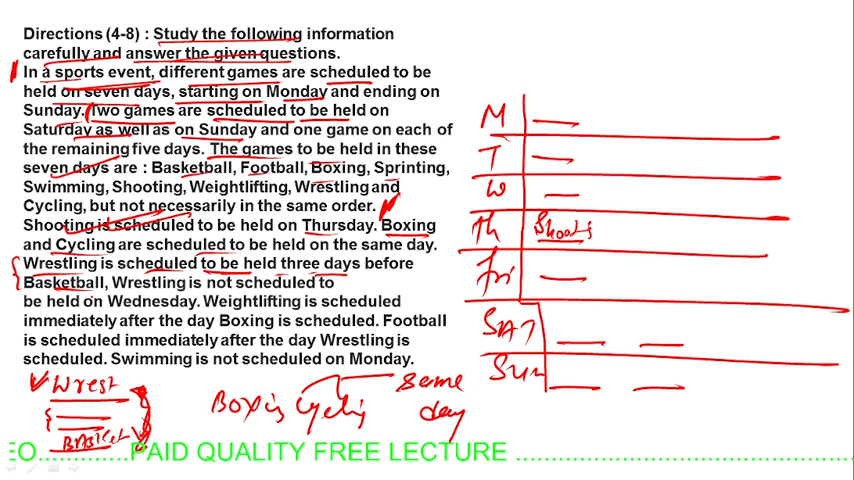 Directions (4-8) : Study the following information
carefully and answer the given questions.
In a sports event, different games are scheduled to be
held on seven days, starting on Monday and ending on
Sunday. Two games are scheduled to be held on
Saturday as well as on Sunday and one game on each of
the remaining five days. The games to be held in these
seven days are : Basketball, Football, Boxing, Sprinting,
Swimming, Shooting, Weightlifting, Wrestling and
Cycling, but not necessarily in the same order.
Shooting is scheduled to be held on Thursday. Boxing
and Cycling are scheduled to be held on the same day.
Wrestling is scheduled to be held three days before
Basketball, Wrestling is not scheduled to
be held on Wednesday. Weightlifting is scheduled
immediately after the day Boxing is scheduled. Football
is scheduled immediately after the day Wrestling is
scheduled. Swimming is not scheduled on Monday.
M
T
W
Th
Fri
SAT
Sun
Wrest
same
day
EO.............PAID QUALITY FREE LECTURE